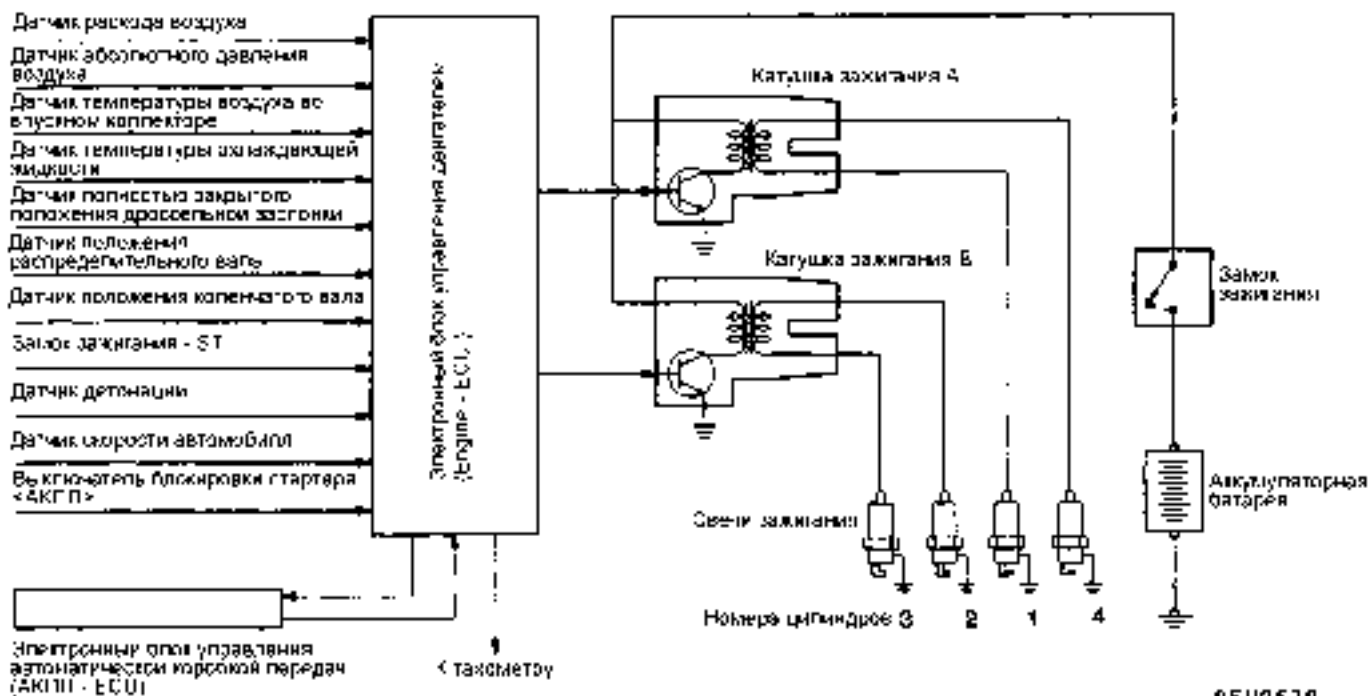 Датчик расхода воздуха
Датчик абсолютного давления
воздуха
Датчик температуры воздуха во
впускном коллекторе
Датчик температуры охлаждающей
жидкости
Датчик полностью закрытого
положения дроссельной заслонки
Датчик положения
распределительного вала
Датчик положения коленчатого вала
Замок зажигания - ST
Датчик детонации
Датчик скорости автомобиля
Выключатель блокировки стартера
<АКПП>
Электронный блок управления двигателем
(Engine - ECU)
Катушка зажигания А
Катушка зажигания В
Замок
зажигания
Аккумуляторная
батарея
Свечи зажигания
Номера цилиндров 3 2 1 4
Электронный блок управления
автоматической коробкой передач
(АКПП - ECU)
К тахометру